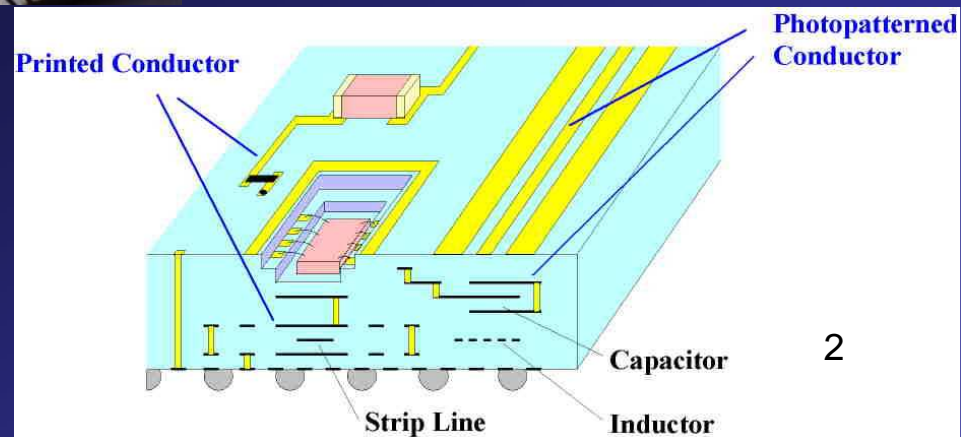 Photopatterned
Conductor
Printed Conductor
2
Capacitor
Strip Line
Inductor